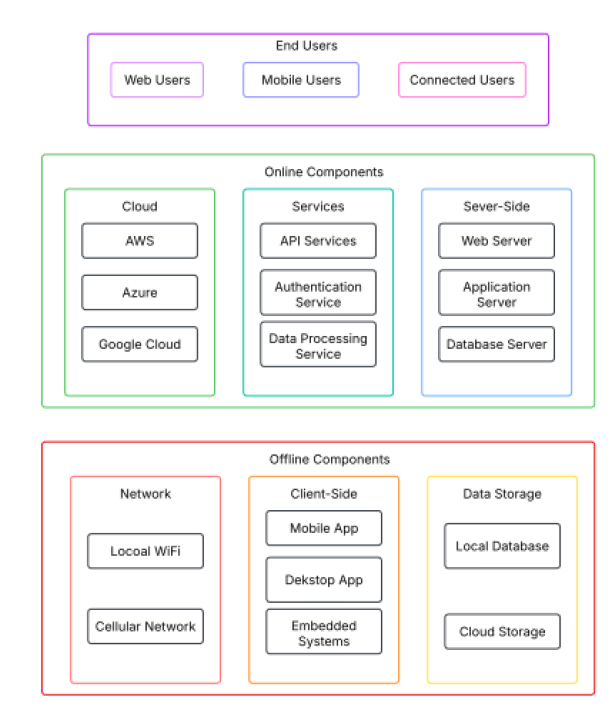 End Users
Web Users
Mobile Users
Connected Users
Online Components
Cloud
AWS
Azure
Google Cloud
Services
API Services
Authentication
Service
Data Processing
Service
Sever-Side
Web Server
Application
Server
Database Server
Offline Components
Network
Locoal WiFi
Cellular Network
Client-Side
Mobile App
Dekstop App
Embedded
Systems
Data Storage
Local Database
Cloud Storage